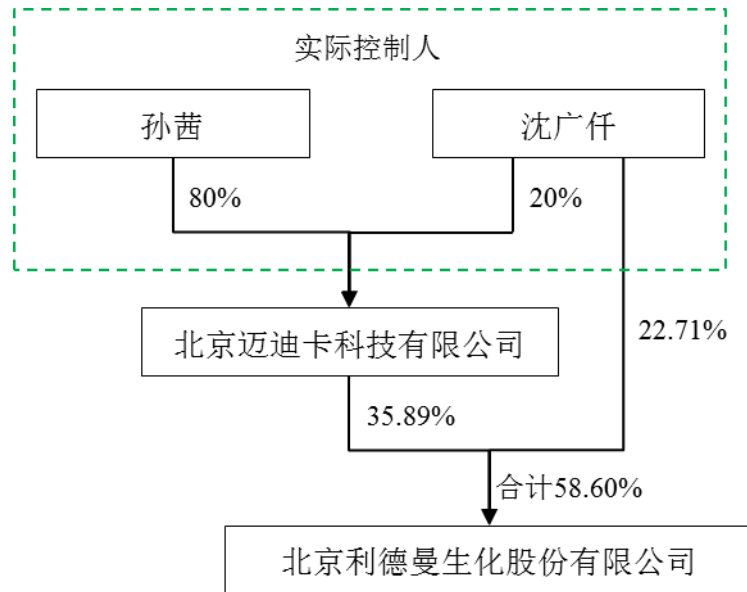 实际控制人
孙茜
沈广仟
80%
20%
北京迈迪卡科技有限公司
22.71%
35.89%
合计58.60%
北京利德曼生化股份有限公司